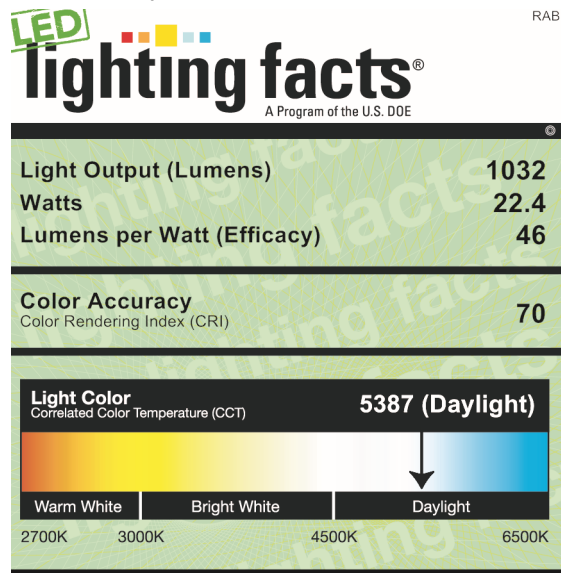 RAB
LED
lighting facts®
A Program of the U.S. DOE
Light Output (Lumens) 1032
Watts 22.4
Lumens per Watt (Efficacy) 46
Color Accuracy
Color Rendering Index (CRI) 70
Light Color
Correlated Color Temperature (CCT) 5387 (Daylight)
Warm White Bright White Daylight
2700K 3000K 4500K 6500K